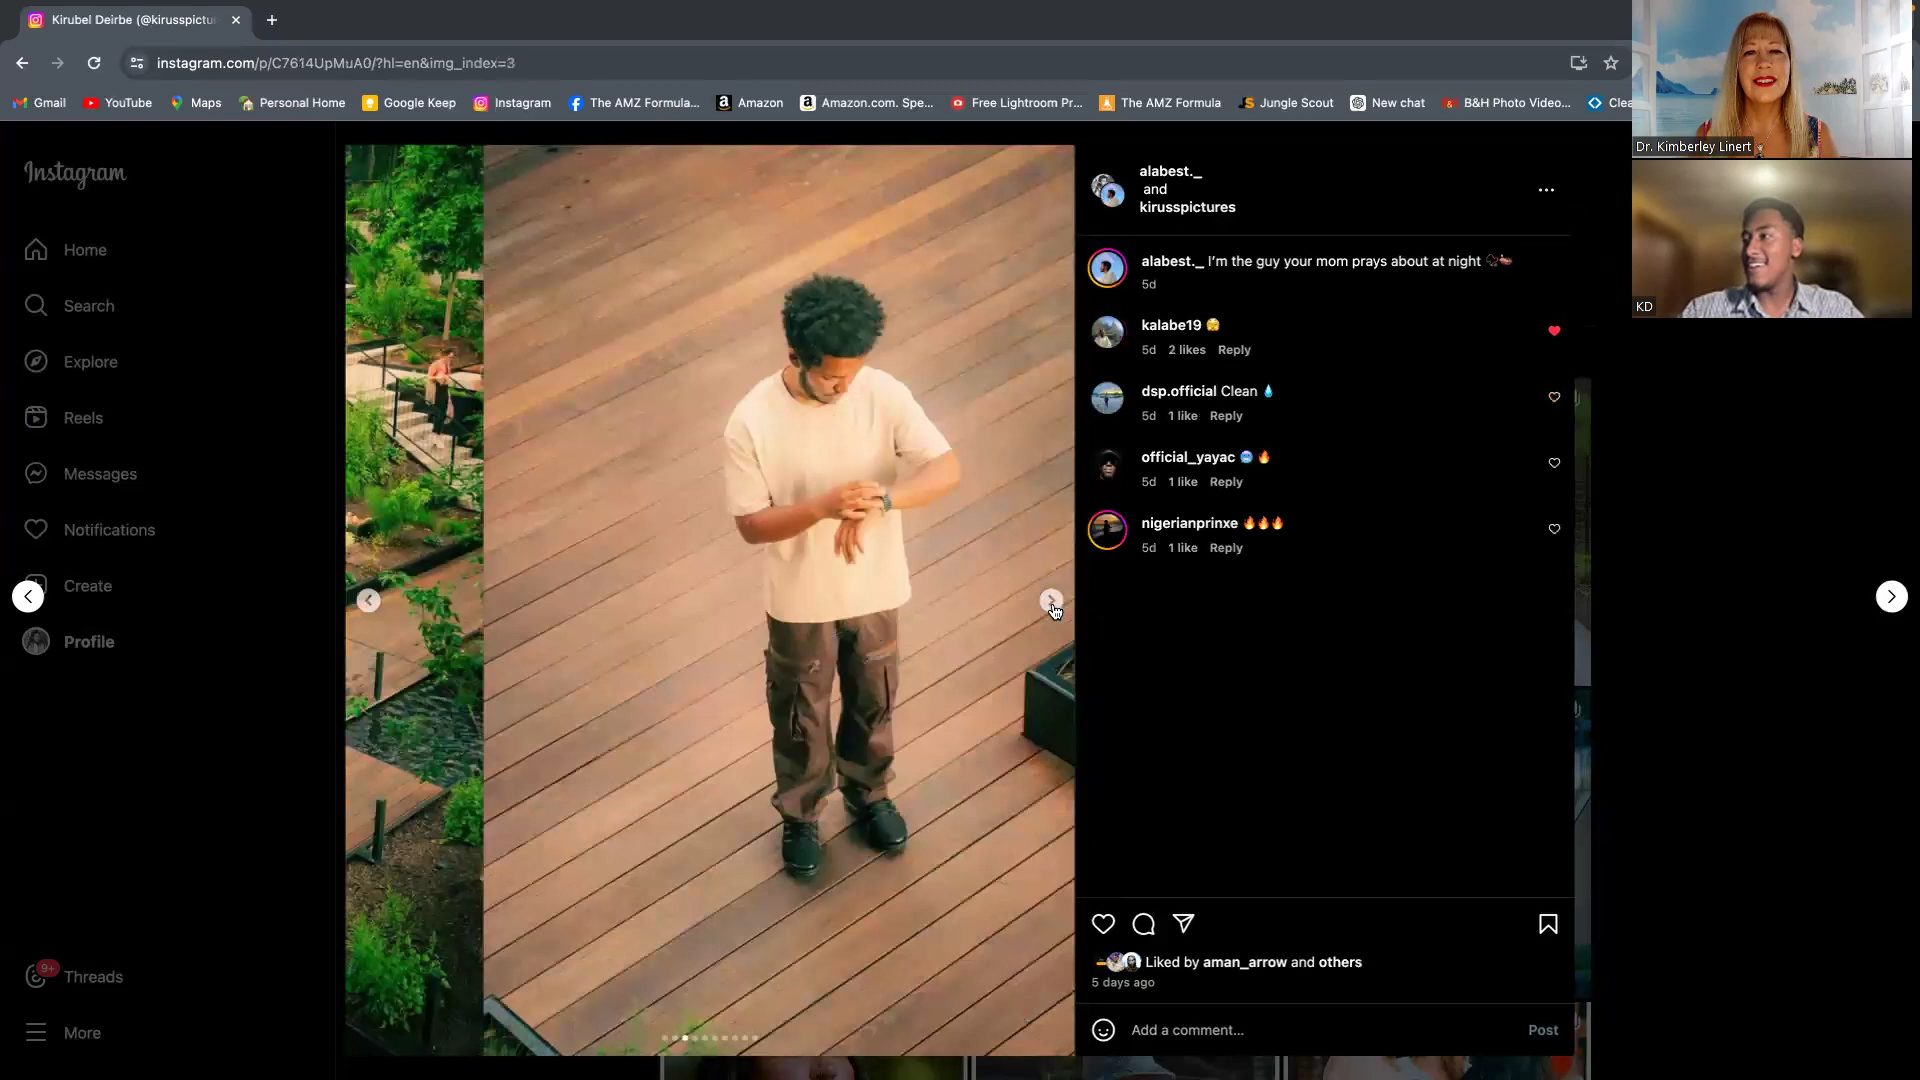 Kirubel Deirbe (@kirusspictu
instagram.com/p/C7614UpMuA0/?hl=en&img_index=3
Gmail YouTube Maps Personal Home Google Keep Instagram The AMZ Formula... Amazon Amazon.com. Spe... Free Lightroom Pr... The AMZ Formula Jungle Scout New chat B&H Photo Video... Clea
Dr. Kimberley Linert
KD
Instagram
Home
Search
Explore
Reels
Messages
Notifications
Create
Profile
9+
Threads
More
alabest._
and
kirusspictures
alabest._ I'm the guy your mom prays about at night
5d
kalabe19
5d 2 likes Reply
dsp.official Clean
5d 1 like Reply
official_yayac
5d 1 like Reply
nigerianprinxe
5d 1 like Reply
Liked by aman_arrow and others
5 days ago
Add a comment...
Post